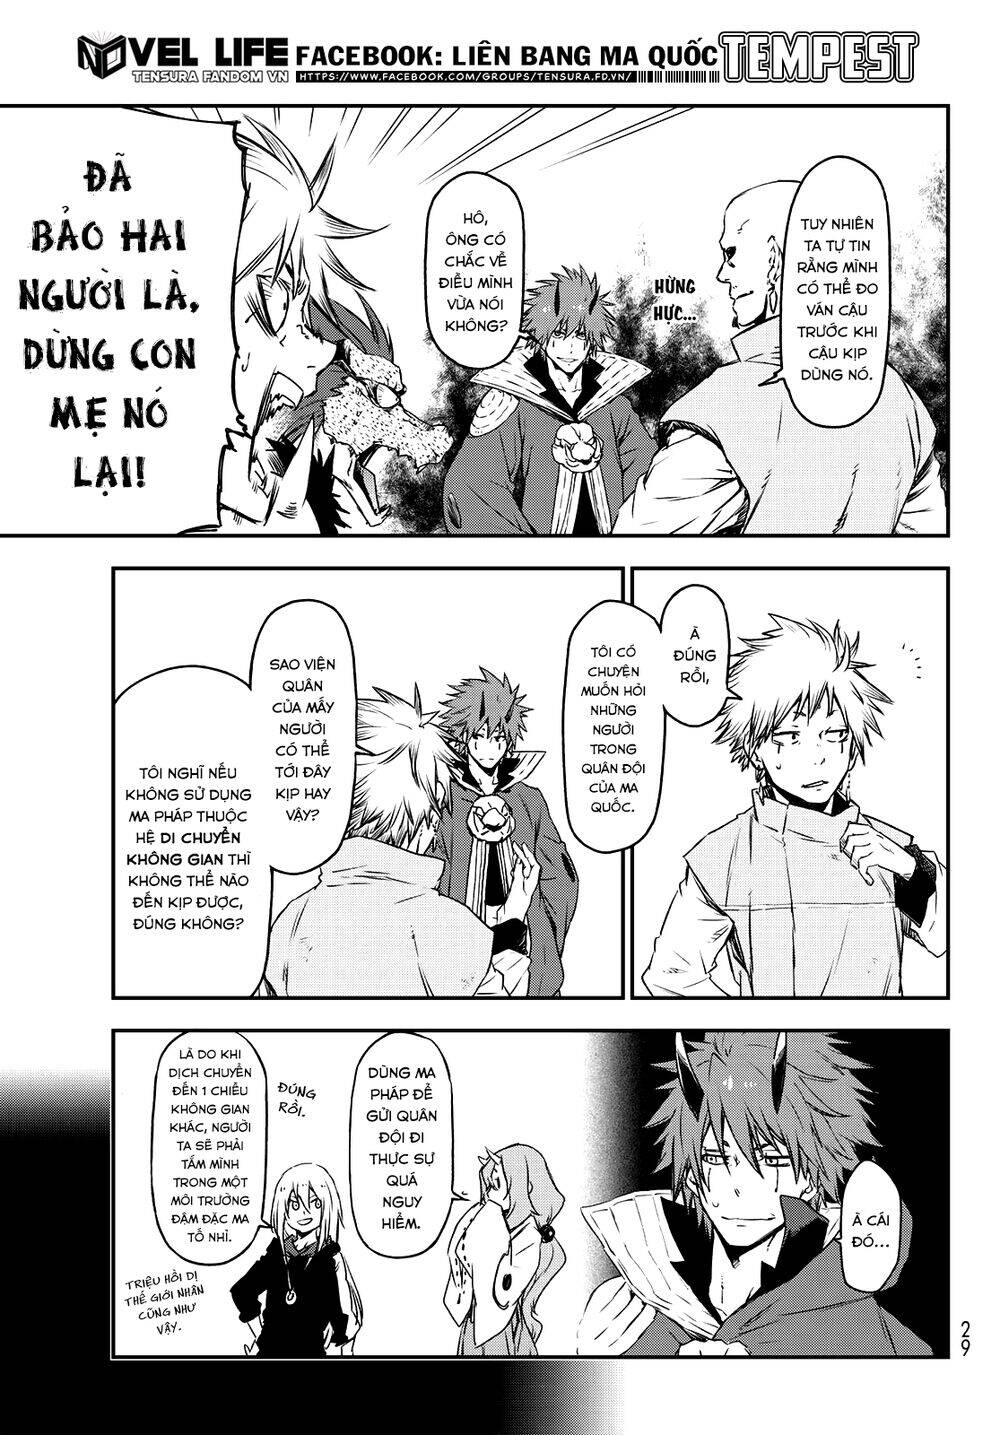 NOVEL LIFE
TENSURA FANDOM VN
FACEBOOK: LIÊN BANG MA QUỐC
TEMPEST
HTTPS://WWW.FACEBOOK.COM/GROUPS/TENSURA.FD.VN/
TUY NHIÊN
TA TỰ TIN
RẰNG MÌNH
CÓ THỂ ĐO
VÁN CẬU
TRƯỚC KHI
CẬU KỊP
DÙNG NÓ.
HỪNG
HỰC...
HÔ,
ÔNG CÓ
CHẮC VỀ
ĐIỀU MÌNH
VỪA NÓI
KHÔNG?
ĐÃ
BẢO HAI
NGƯỜI LÀ,
DỪNG CON
MẸ NÓ
LẠI!
À
ĐÚNG
RỒI,
TÔI CÓ
CHUYỆN
MUỐN HỎI
NHỮNG
NGƯỜI
TRONG
QUÂN ĐỘI
CỦA MA
QUỐC.
SAO VIỆN
QUÂN
CỦA MẤY
NGƯỜI
CÓ THỂ
TỚI ĐÂY
KỊP HAY
VẬY?
TÔI NGHĨ NẾU
KHÔNG SỬ DỤNG
MA PHÁP THUỘC
HỆ DI CHUYỂN
KHÔNG GIAN THÌ
KHÔNG THỂ NÀO
ĐẾN KỊP ĐƯỢC,
ĐÚNG KHÔNG?
À CÁI
ĐÓ...
DÙNG MA
PHÁP ĐỂ
GỬI QUÂN
ĐỘI ĐI
THỰC SỰ
QUÁ
NGUY
HIỂM.
ĐÚNG
RỒI.
LÀ DO KHI
DỊCH CHUYỂN
ĐẾN 1 CHIỀU
KHÔNG GIAN
KHÁC, NGƯỜI
TA SẼ PHẢI
TẮM MÌNH
TRONG MỘT
MÔI TRƯỜNG
ĐẬM ĐẶC MA
TỐ NHỈ.
TRIỆU HỒI DỊ
THẾ GIỚI NHÂN
CŨNG NHƯ
VẬY.
29